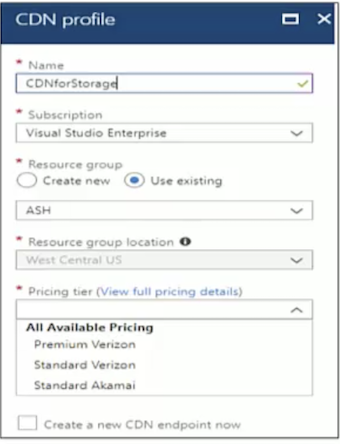 CDN profile
* Name
CDNforStorage
* Subscription
Visual Studio Enterprise
* Resource group
Create new Use existing
ASH
* Resource group location
West Central US
* Pricing tier (View full pricing details)
All Available Pricing
Premium Verizon
Standard Verizon
Standard Akamai
Create a new CDN endpoint now